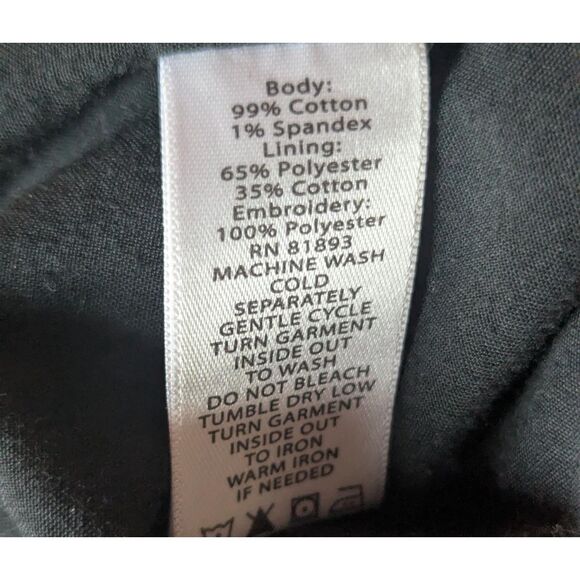 Body:
99% Cotton
1% Spandex
Lining:
65% Polyester
35% Cotton
Embroidery:
100% Polyester
RN 81893
MACHINE WASH
COLD
SEPARATELY
GENTLE CYCLE
TURN GARMENT
INSIDE OUT
TO WASH
DO NOT BLEACH
TUMBLE DRY LOW
TURN GARMENT
INSIDE OUT
TO IRON
WARM IRON
IF NEEDED